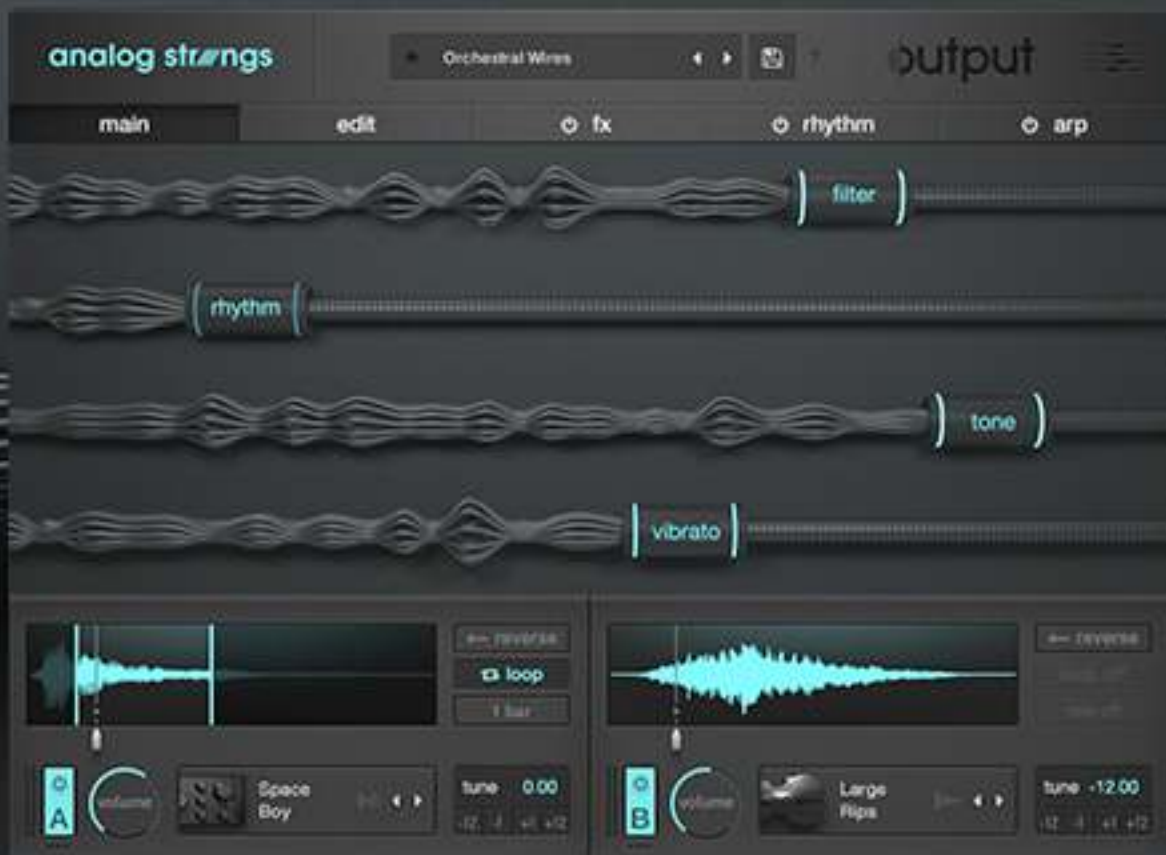 analog strings
Orchestral Wires
output
main
edit
fx
rhythm
arp
filter
rhythm
tone
vibrato
reverse
loop
1 bar
reverse
A
volume
Space
Boy
tune 0.00
-12 -1 +1 +12
B
volume
Large
Rips
tune -12.00
-12 -1 +1 +12